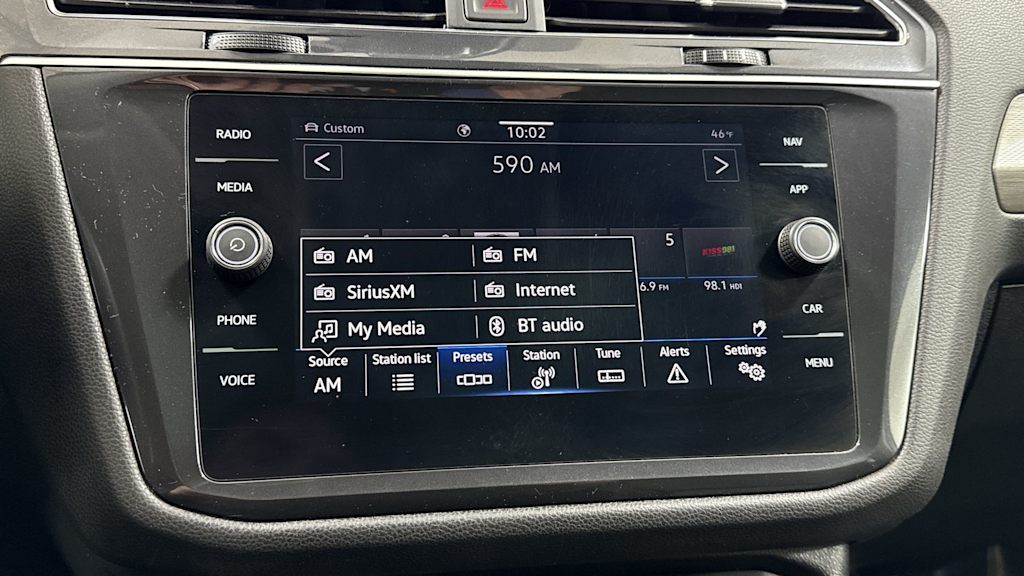 RADIO
MEDIA
PHONE
VOICE
NAV
APP
CAR
MENU
Custom
10:02
46°F
< 590 AM >
5
KISS981
6.9 FM
98.1 HD1
AM
FM
SiriusXM
Internet
My Media
BT audio
Source
AM
Station list
Presets
Station
Tune
Alerts
Settings